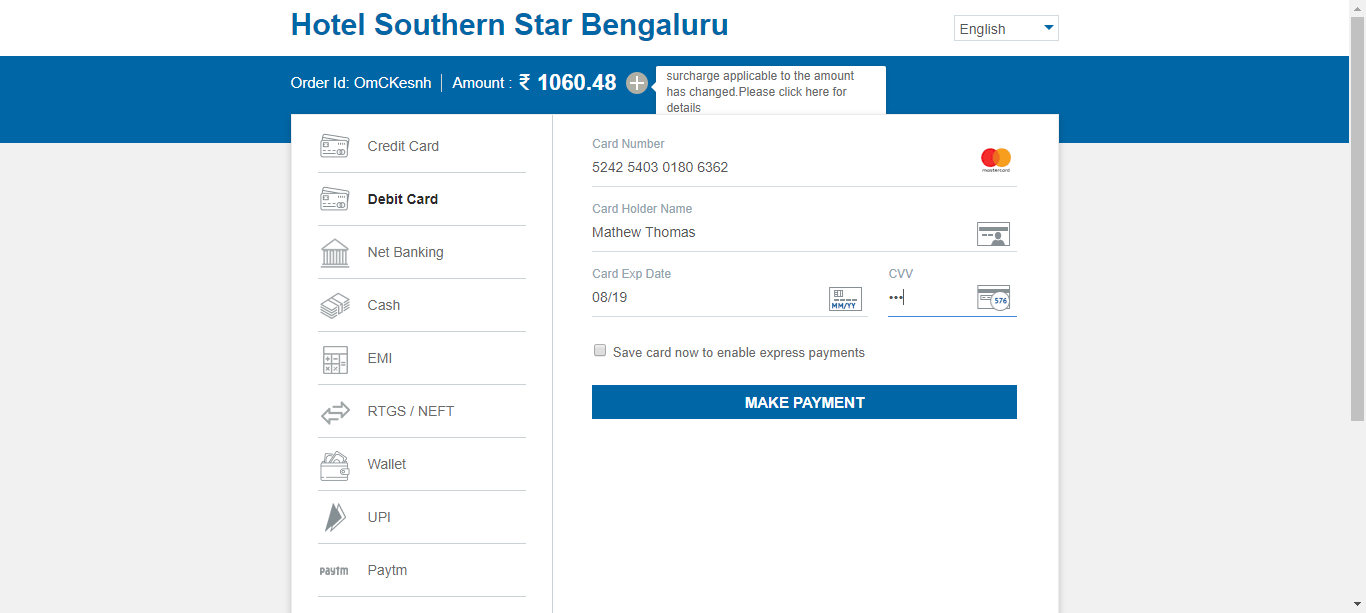 Hotel Southern Star Bengaluru
English
Order Id: OmCKesnh | Amount : ₹ 1060.48
surcharge applicable to the amount
has changed.Please click here for
details
Credit Card
Debit Card
Net Banking
Cash
EMI
RTGS / NEFT
Wallet
UPI
Paytm
Paytm
Card Number
5242 5403 0180 6362
mastercard
Card Holder Name
Mathew Thomas
Card Exp Date
08/19
MM/YY
CVV
•••
576
Save card now to enable express payments
MAKE PAYMENT